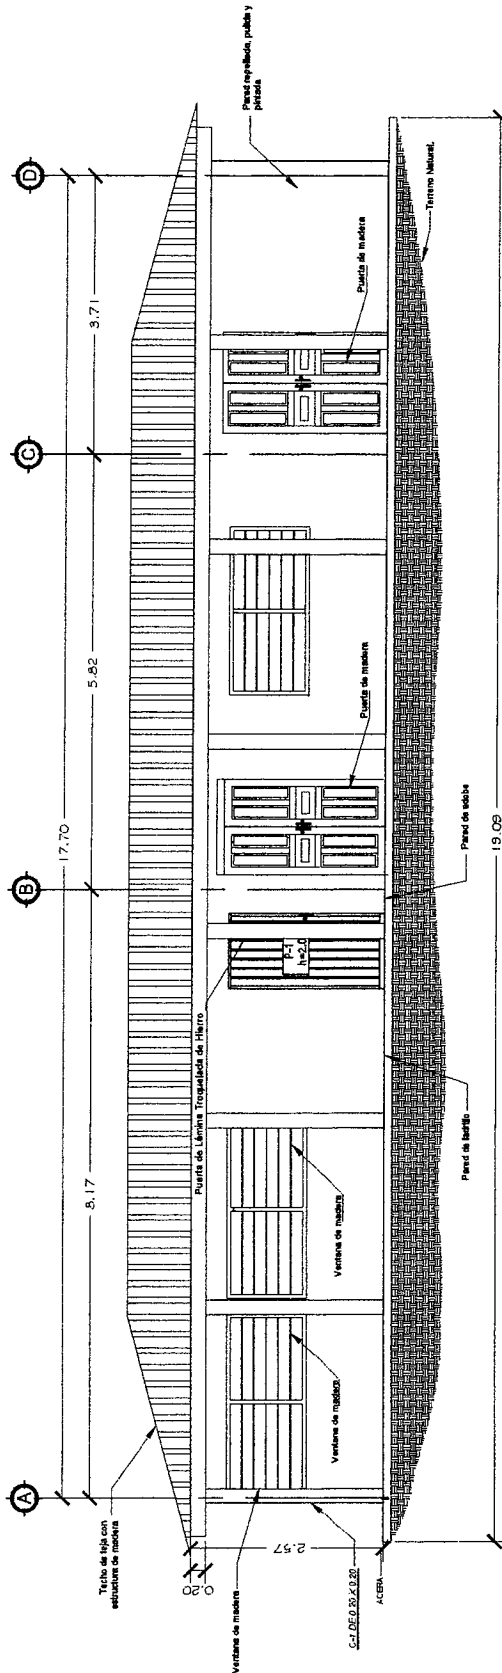 A
B
C
D
17.70
8.17
5.82
3.71
Techo de teja con
estructura de madera
Pared repellada, pulida y
pintada
0.20
2.57
Puerta de Lámina Troquelada de Hierro
P-1
h=2.0
Ventana de madera
Ventana de madera
Ventana de madera
Puerta de madera
Puerta de madera
C-1 DE 0.20 X 0.20
ACERA
Pared de ladrillo
Pared de adobe
Terreno Natural.
19.09